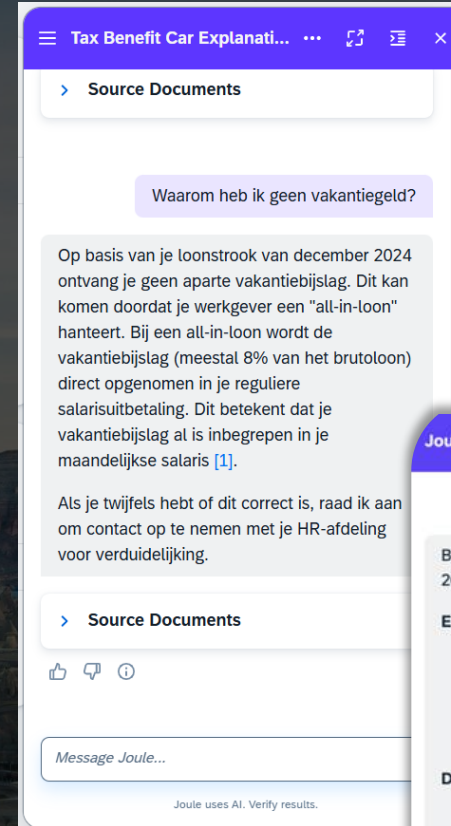 Tax Benefit Car Explanati...
Source Documents
Waarom heb ik geen vakantiegeld?
Op basis van je loonstrook van december 2024
ontvang je geen aparte vakantiebijslag. Dit kan
komen doordat je werkgever een "all-in-loon"
hanteert. Bij een all-in-loon wordt de
vakantiebijslag (meestal 8% van het brutoloon)
direct opgenomen in je reguliere
salarisuitbetaling. Dit betekent dat je
vakantiebijslag al is inbegrepen in je
maandelijkse salaris [1].
Als je twijfels hebt of dit correct is, raad ik aan
om contact op te nemen met je HR-afdeling
voor verduidelijking.
Source Documents
Message Joule...
Joule uses AI. Verify results.